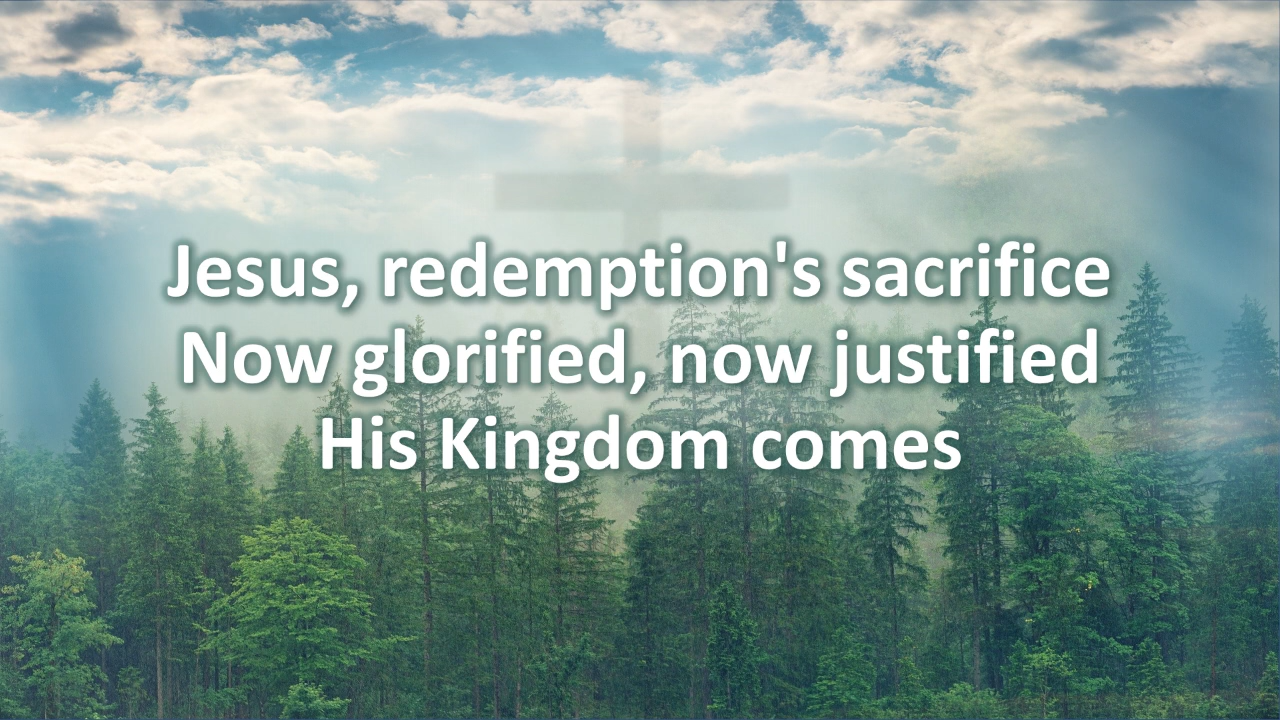 Jesus, redemption's sacrifice
Now glorified, now justified
His Kingdom comes